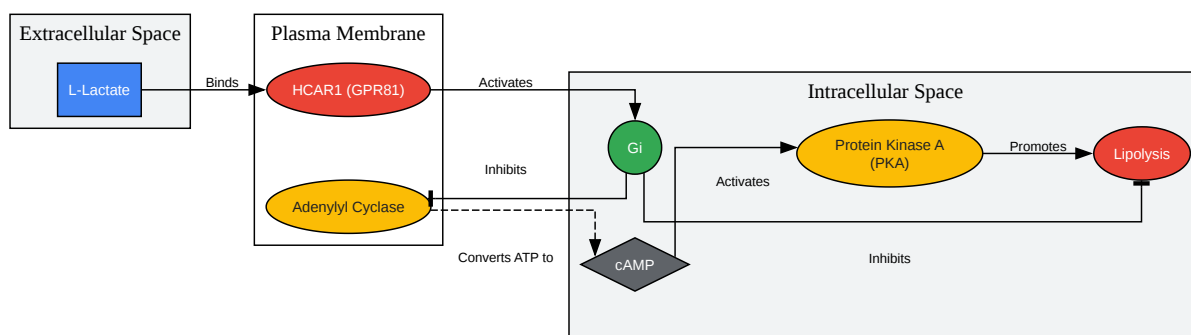 Extracellular Space
L-Lactate
Binds
Plasma Membrane
HCAR1 (GPR81)
Adenylyl Cyclase
Activates
Inhibits
Converts ATP to
Intracellular Space
Gi
cAMP
Activates
Protein Kinase A
(PKA)
Promotes
Lipolysis
Inhibits